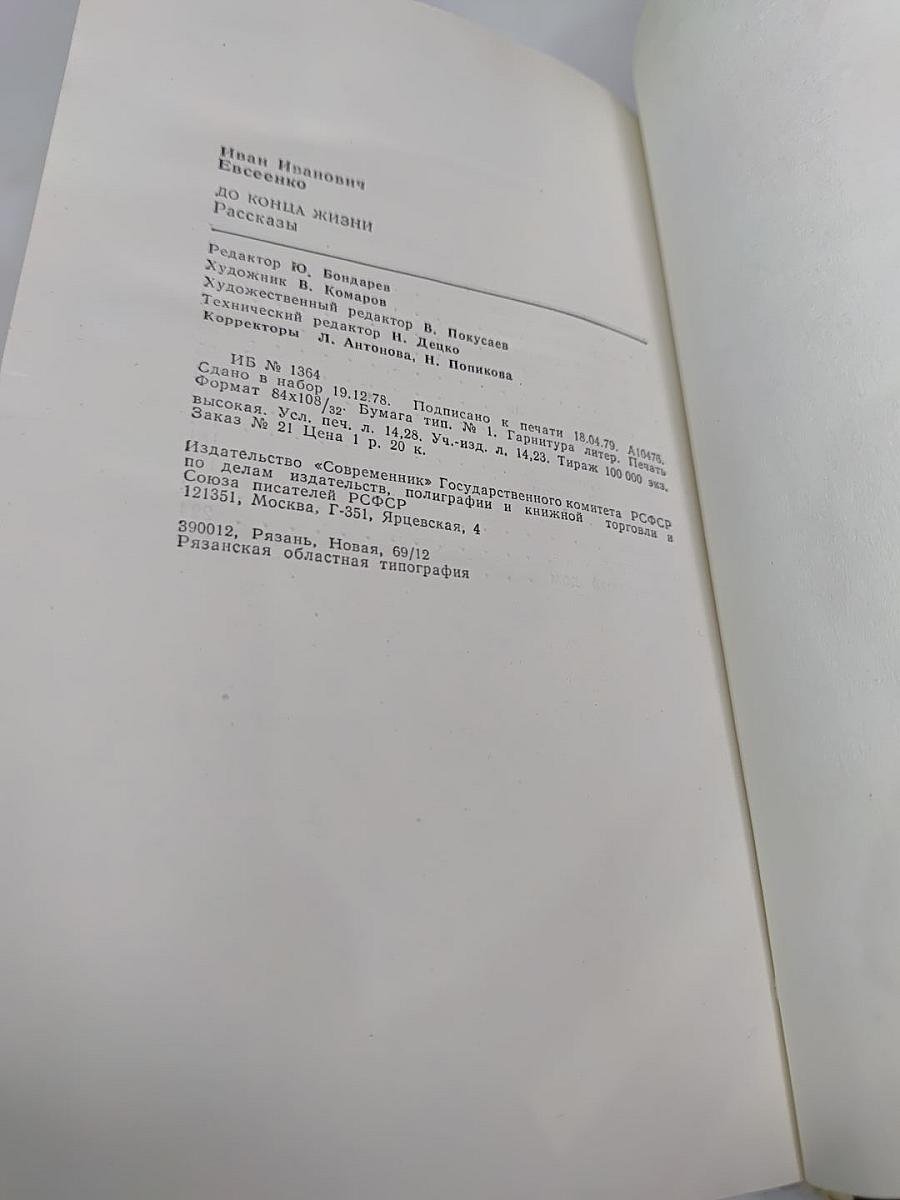 Иван Иванович
Евсеенко
ДО КОНЦА ЖИЗНИ
Рассказы
Редактор Ю. Бондарев
Художник В. Комаров
Художественный редактор В. Покусаев
Технический редактор Н. Децко
Корректоры Л. Антонова, Н. Попикова
ИБ № 1364
Сдано в набор 19.12.78. Подписано к печати 18.04.79. А10476.
Формат 84х108/32. Бумага тип. № 1. Гарнитура литер. Печать
высокая. Усл. печ. л. 14,28. Уч.-изд. л. 14,23. Тираж 100 000 экз.
Заказ № 21 Цена 1 р. 20 к.
Издательство «Современник» Государственного комитета РСФСР
по делам издательств, полиграфии и книжной торговли и
Союза писателей РСФСР
121351, Москва, Г-351, Ярцевская, 4
390012, Рязань, Новая, 69/12
Рязанская областная типография